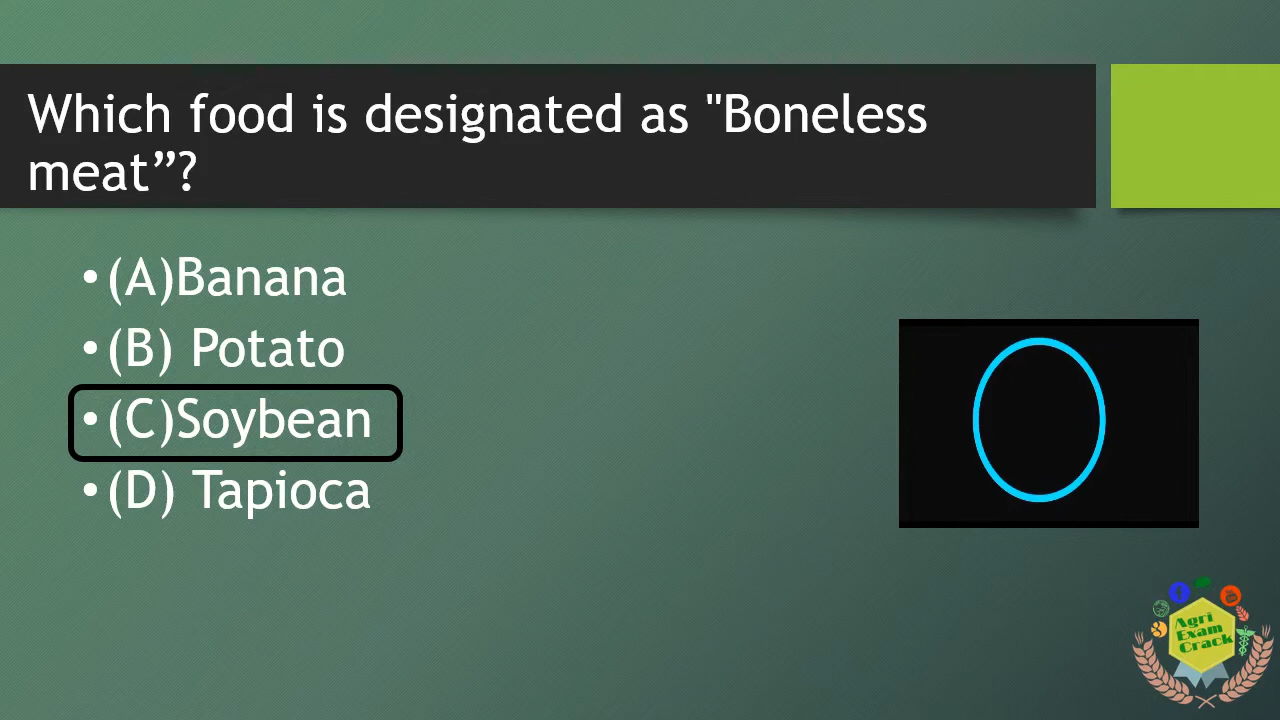 Which food is designated as "Boneless
meat”?
• (A)Banana
• (B) Potato
• (C)Soybean
• (D) Tapioca
Agri
Exam
Crack